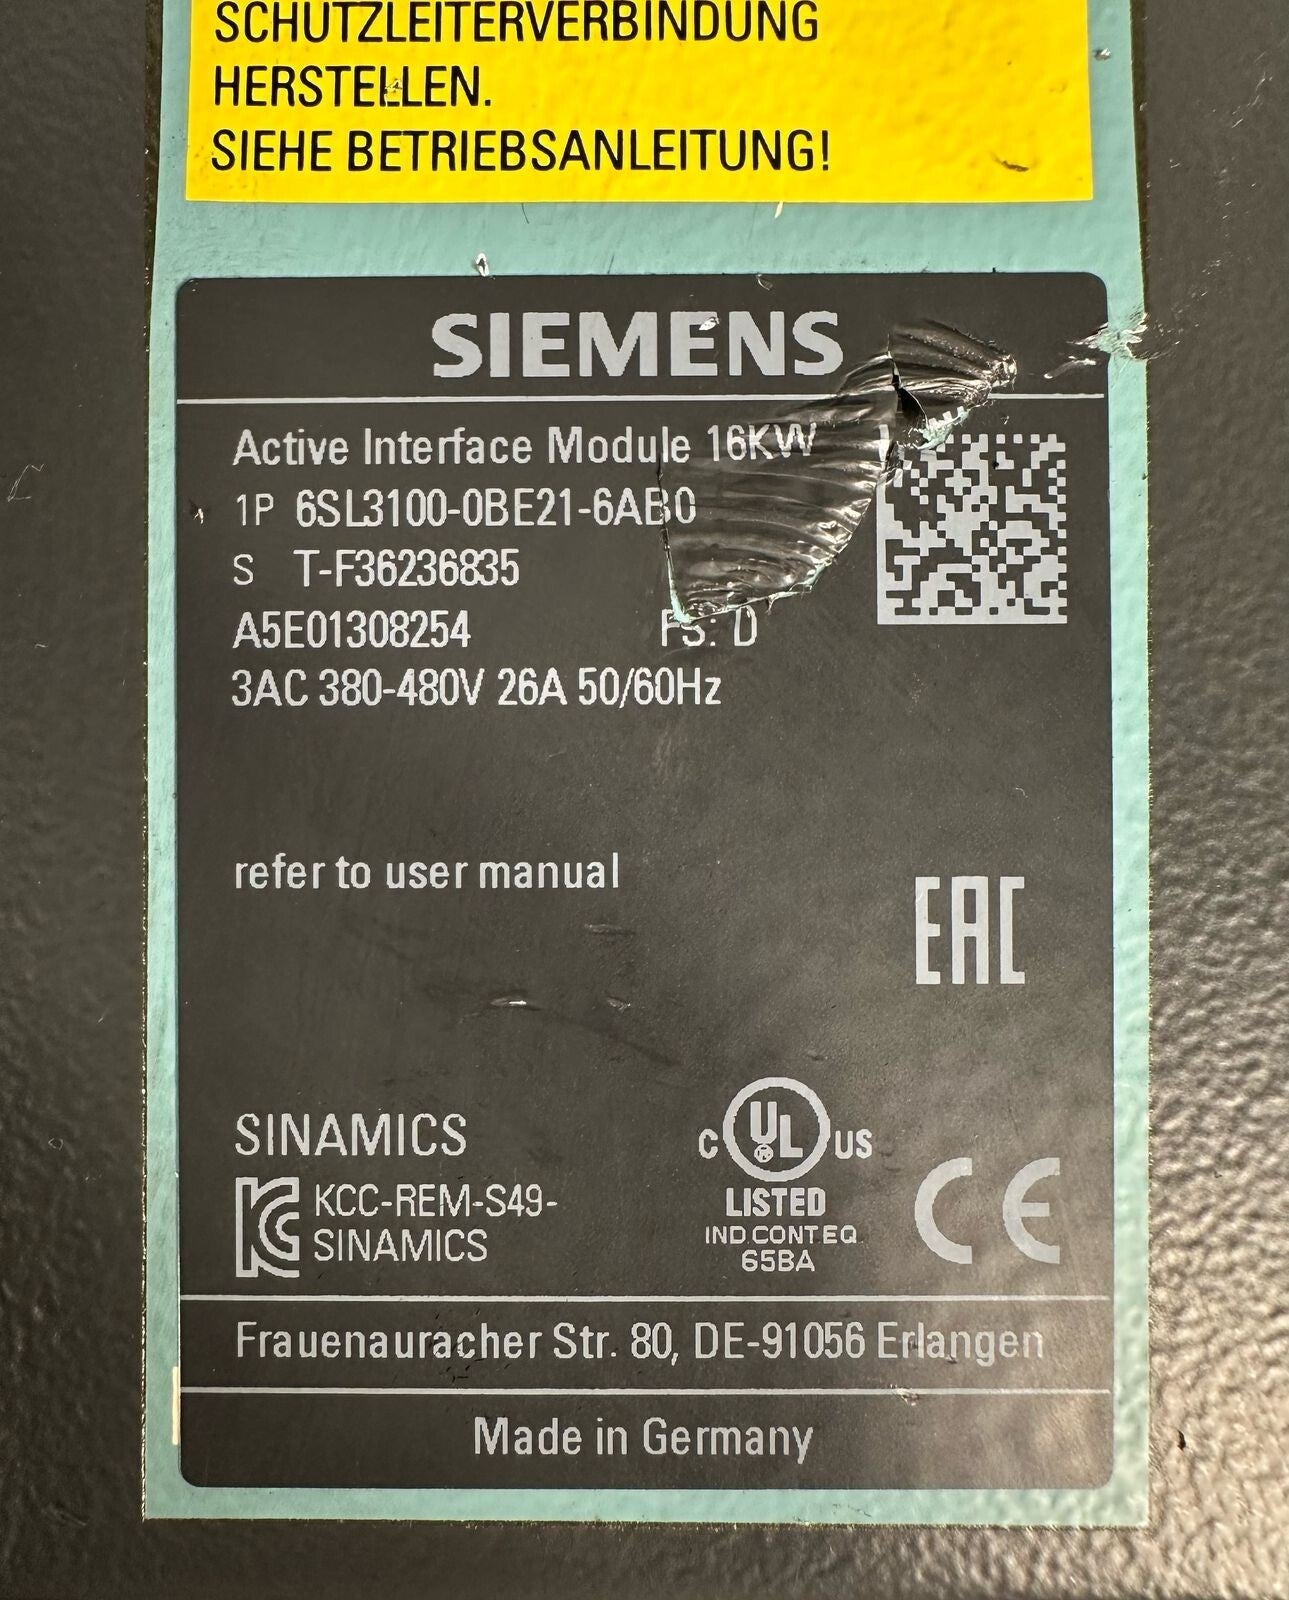 SCHUTZLEITERVERBINDUNG
HERSTELLEN.
SIEHE BETRIEBSANLEITUNG!
SIEMENS
Active Interface Module 16KW
1P 6SL3100-0BE21-6AB0
S T-F36236835
A5E01308254 FS: D
3AC 380-480V 26A 50/60Hz
refer to user manual
EAC
SINAMICS
KCC-REM-S49-
SINAMICS
C UL US
LISTED
IND CONT EQ
65BA
CE
Frauenauracher Str. 80, DE-91056 Erlangen
Made in Germany